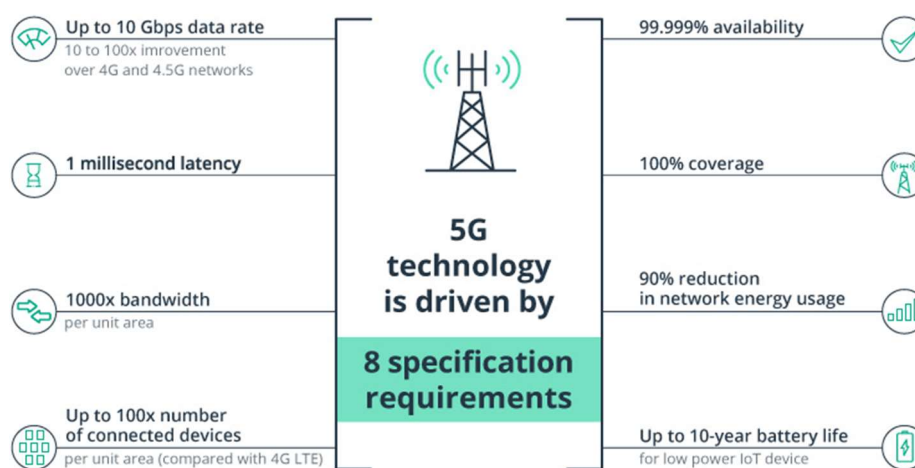 Up to 10 Gbps data rate
10 to 100x imrovement
over 4G and 4.5G networks
1 millisecond latency
1000x bandwidth
per unit area
Up to 100x number
of connected devices
per unit area (compared with 4G LTE)
5G
technology
is driven by
8 specification
requirements
99.999% availability
100% coverage
90% reduction
in network energy usage
Up to 10-year battery life
for low power IoT device